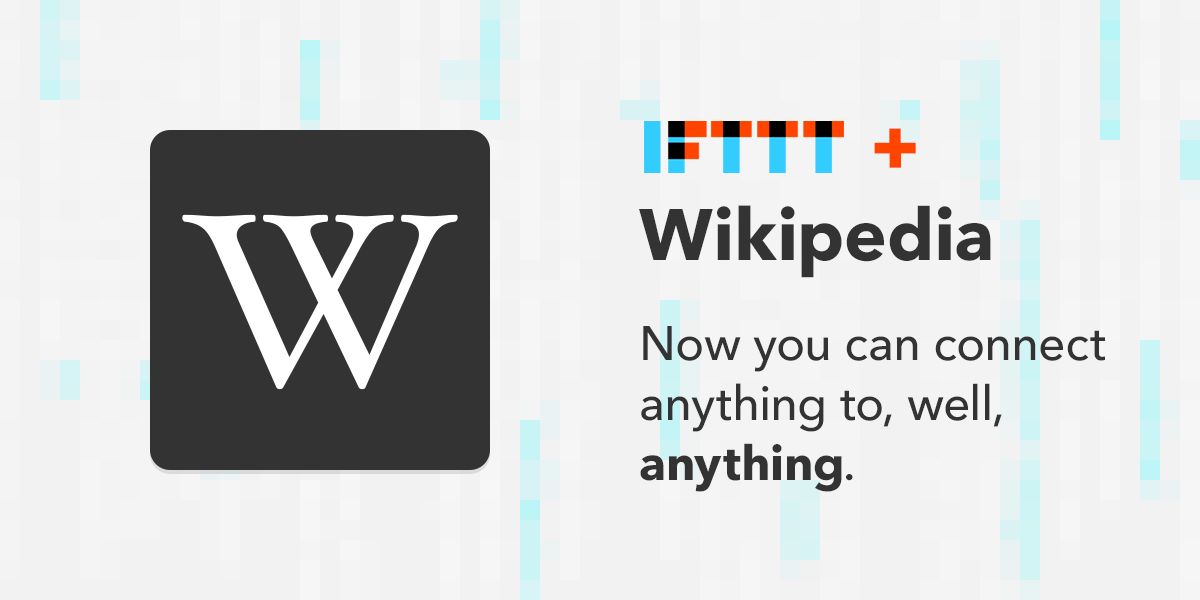 W
IFTTT +
Wikipedia
Now you can connect
anything to, well,
anything.